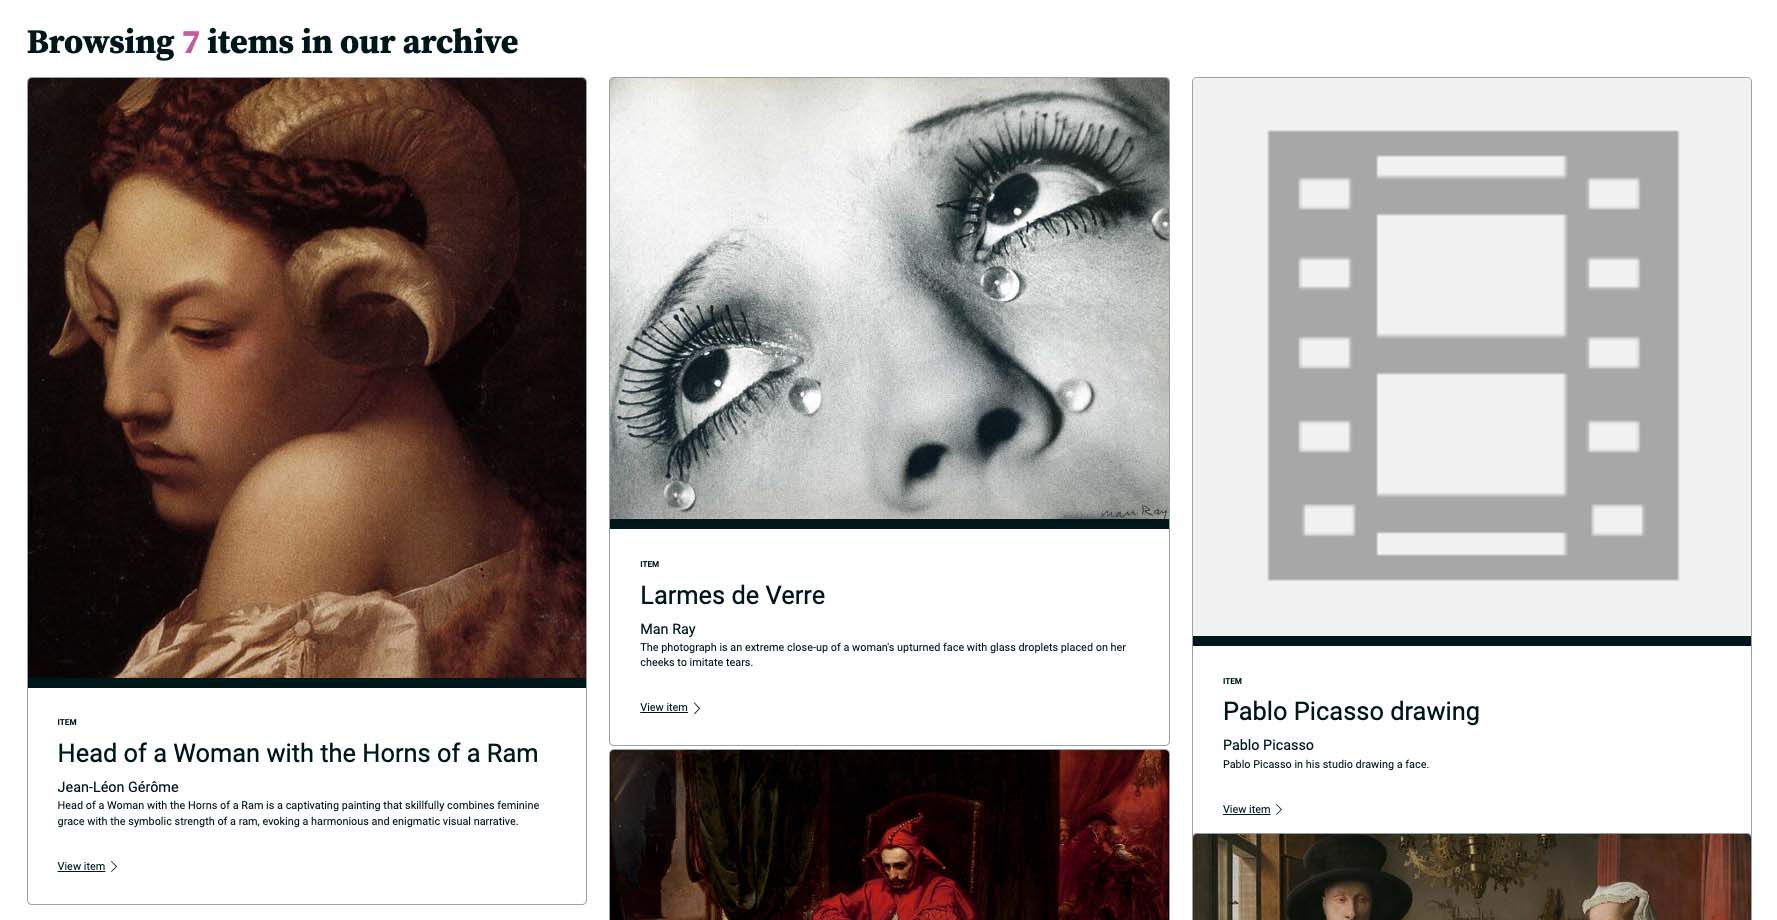 Browsing 7 items in our archive
ITEM
Head of a Woman with the Horns of a Ram
Jean-Léon Gérôme
Head of a Woman with the Horns of a Ram is a captivating painting that skillfully combines feminine
grace with the symbolic strength of a ram, evoking a harmonious and enigmatic visual narrative.
View item
Man Ray
ITEM
Larmes de Verre
Man Ray
The photograph is an extreme close-up of a woman's upturned face with glass droplets placed on her
cheeks to imitate tears.
View item
ITEM
Pablo Picasso drawing
Pablo Picasso
Pablo Picasso in his studio drawing a face.
View item